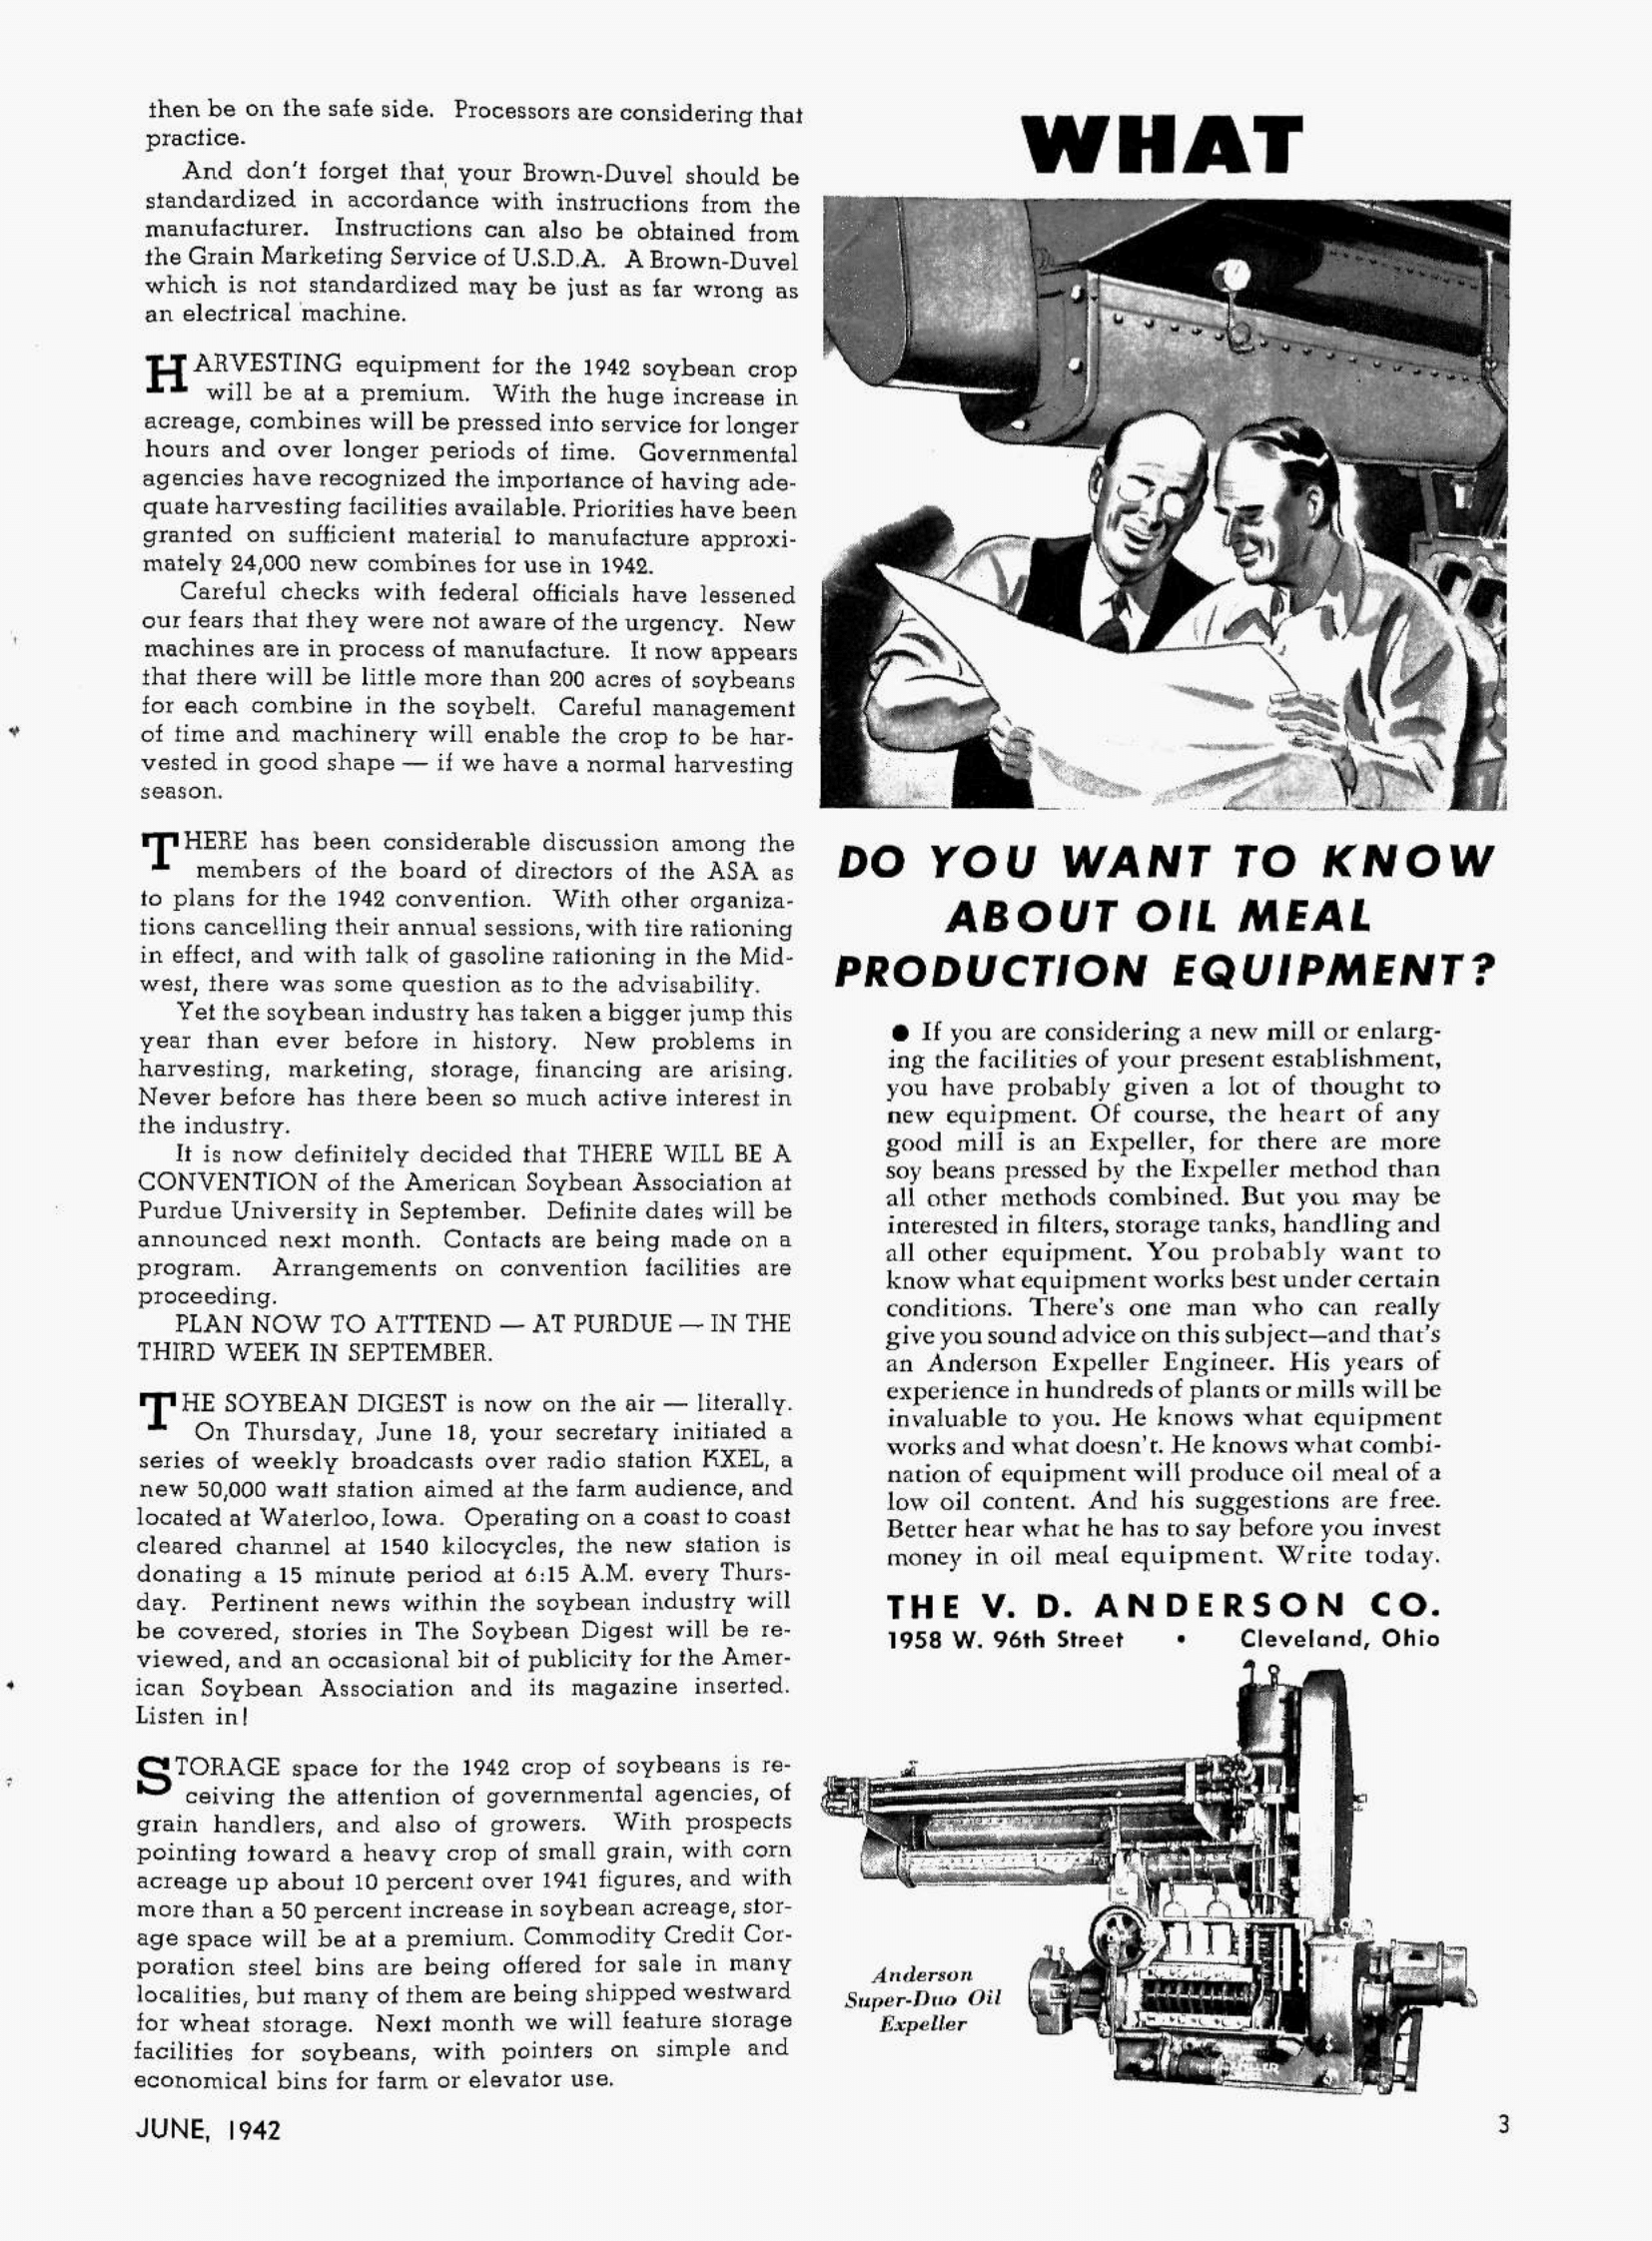 then be on the safe side. Processors are considering that
practice.
And don't forget that your Brown-Duvel should be
standardized in accordance with instructions from the
manufacturer. Instructions can also be obtained from
the Grain Marketing Service of U.S.D.A. A Brown-Duvel
which is not standardized may be just as far wrong as
an electrical machine.
HARVESTING equipment for the 1942 soybean crop
will be at a premium. With the huge increase in
acreage, combines will be pressed into service for longer
hours and over longer periods of time. Governmental
agencies have recognized the importance of having ade-
quate harvesting facilities available. Priorities have been
granted on sufficient material to manufacture approxi-
mately 24,000 new combines for use in 1942.
Careful checks with federal officials have lessened
our fears that they were not aware of the urgency. New
machines are in process of manufacture. It now appears
that there will be little more than 200 acres of soybeans
for each combine in the soybelt. Careful management
of time and machinery will enable the crop to be har-
vested in good shape — if we have a normal harvesting
season.
THERE has been considerable discussion among the
members of the board of directors of the ASA as
to plans for the 1942 convention. With other organiza-
tions cancelling their annual sessions, with tire rationing
in effect, and with talk of gasoline rationing in the Mid-
west, there was some question as to the advisability.
Yet the soybean industry has taken a bigger jump this
year than ever before in history. New problems in
harvesting, marketing, storage, financing are arising.
Never before has there been so much active interest in
the industry.
It is now definitely decided that THERE WILL BE A
CONVENTION of the American Soybean Association at
Purdue University in September. Definite dates will be
announced next month. Contacts are being made on a
program. Arrangements on convention facilities are
proceeding.
PLAN NOW TO ATTTEND — AT PURDUE — IN THE
THIRD WEEK IN SEPTEMBER.
THE SOYBEAN DIGEST is now on the air — literally.
On Thursday, June 18, your secretary initiated a
series of weekly broadcasts over radio station KXEL, a
new 50,000 watt station aimed at the farm audience, and
located at Waterloo, Iowa. Operating on a coast to coast
cleared channel at 1540 kilocycles, the new station is
donating a 15 minute period at 6:15 A.M. every Thurs-
day. Pertinent news within the soybean industry will
be covered, stories in The Soybean Digest will be re-
viewed, and an occasional bit of publicity for the Amer-
ican Soybean Association and its magazine inserted.
Listen in!
STORAGE space for the 1942 crop of soybeans is re-
ceiving the attention of governmental agencies, of
grain handlers, and also of growers. With prospects
pointing toward a heavy crop of small grain, with corn
acreage up about 10 percent over 1941 figures, and with
more than a 50 percent increase in soybean acreage, stor-
age space will be at a premium. Commodity Credit Cor-
poration steel bins are being offered for sale in many
localities, but many of them are being shipped westward
for wheat storage. Next month we will feature storage
facilities for soybeans, with pointers on simple and
economical bins for farm or elevator use.
WHAT
DO YOU WANT TO KNOW
ABOUT OIL MEAL
PRODUCTION EQUIPMENT?
● If you are considering a new mill or enlarg-
ing the facilities of your present establishment,
you have probably given a lot of thought to
new equipment. Of course, the heart of any
good mill is an Expeller, for there are more
soy beans pressed by the Expeller method than
all other methods combined. But you may be
interested in filters, storage tanks, handling and
all other equipment. You probably want to
know what equipment works best under certain
conditions. There's one man who can really
give you sound advice on this subject—and that's
an Anderson Expeller Engineer. His years of
experience in hundreds of plants or mills will be
invaluable to you. He knows what equipment
works and what doesn't. He knows what combi-
nation of equipment will produce oil meal of a
low oil content. And his suggestions are free.
Better hear what he has to say before you invest
money in oil meal equipment. Write today.
THE V. D. ANDERSON CO.
1958 W. 96th Street • Cleveland, Ohio
Anderson
Super-Duo Oil
Expeller
JUNE, 1942
3